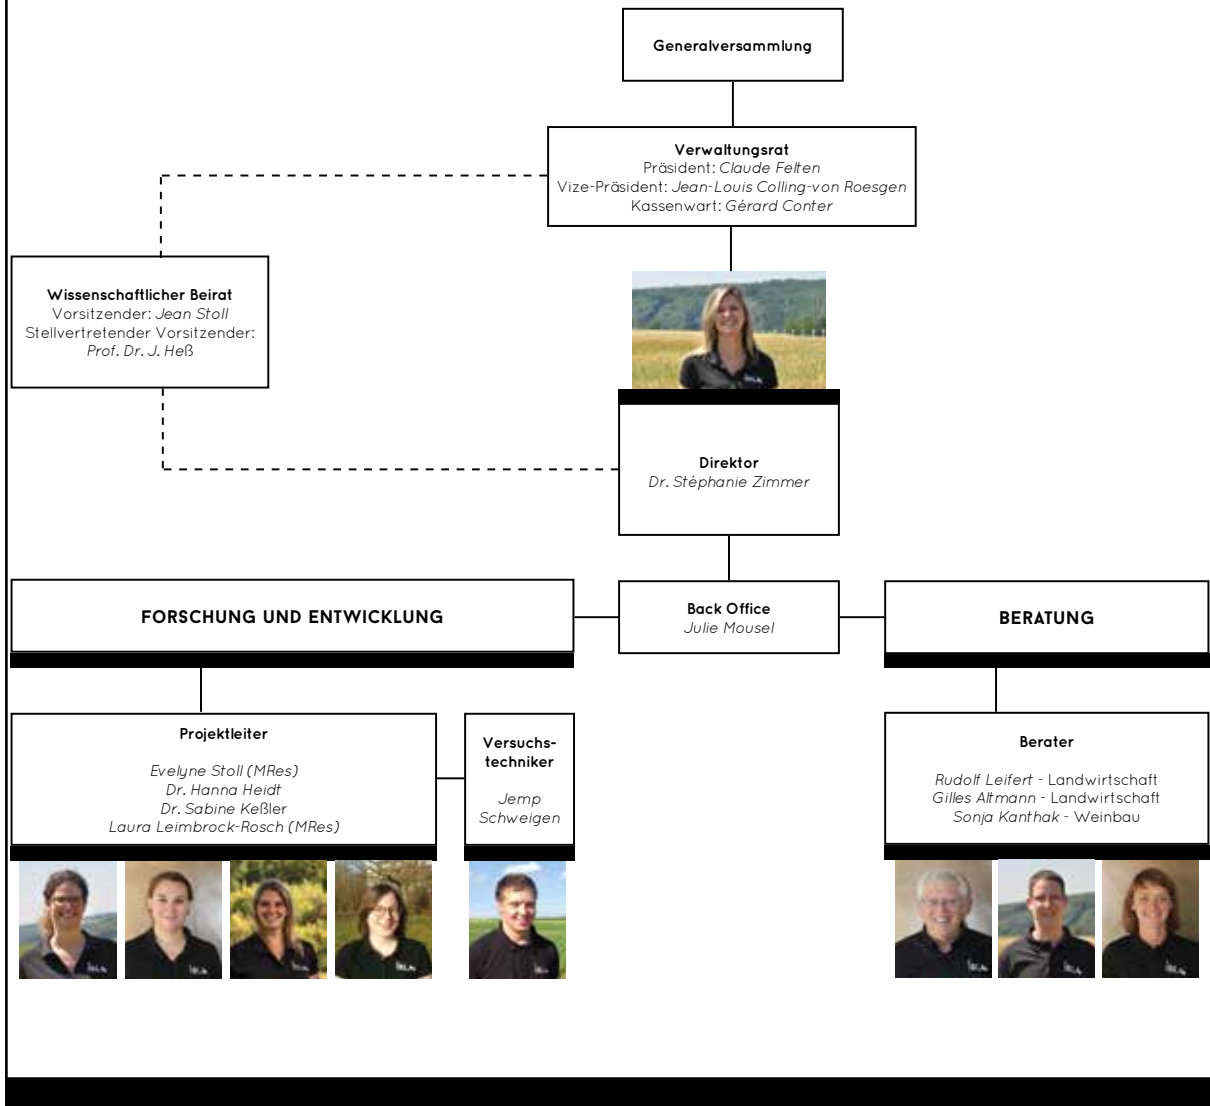 Generalversammlung
Verwaltungsrat
Präsident: Claude Felten
Vize-Präsident: Jean-Louis Colling-von Roesgen
Kassenwart: Gérard Conter
Wissenschaftlicher Beirat
Vorsitzender: Jean Stoll
Stellvertretender Vorsitzender:
Prof. Dr. J. Heß
Direktor
Dr. Stéphanie Zimmer
FORSCHUNG UND ENTWICKLUNG
Back Office
Julie Mousel
BERATUNG
Projektleiter
Evelyne Stoll (MRes)
Dr. Hanna Heidt
Dr. Sabine Keßler
Laura Leimbrock-Rosch (MRes)
Versuchs-
techniker
Jemp
Schweigen
Berater
Rudolf Leifert - Landwirtschaft
Gilles Altmann - Landwirtschaft
Sonja Kanthak - Weinbau